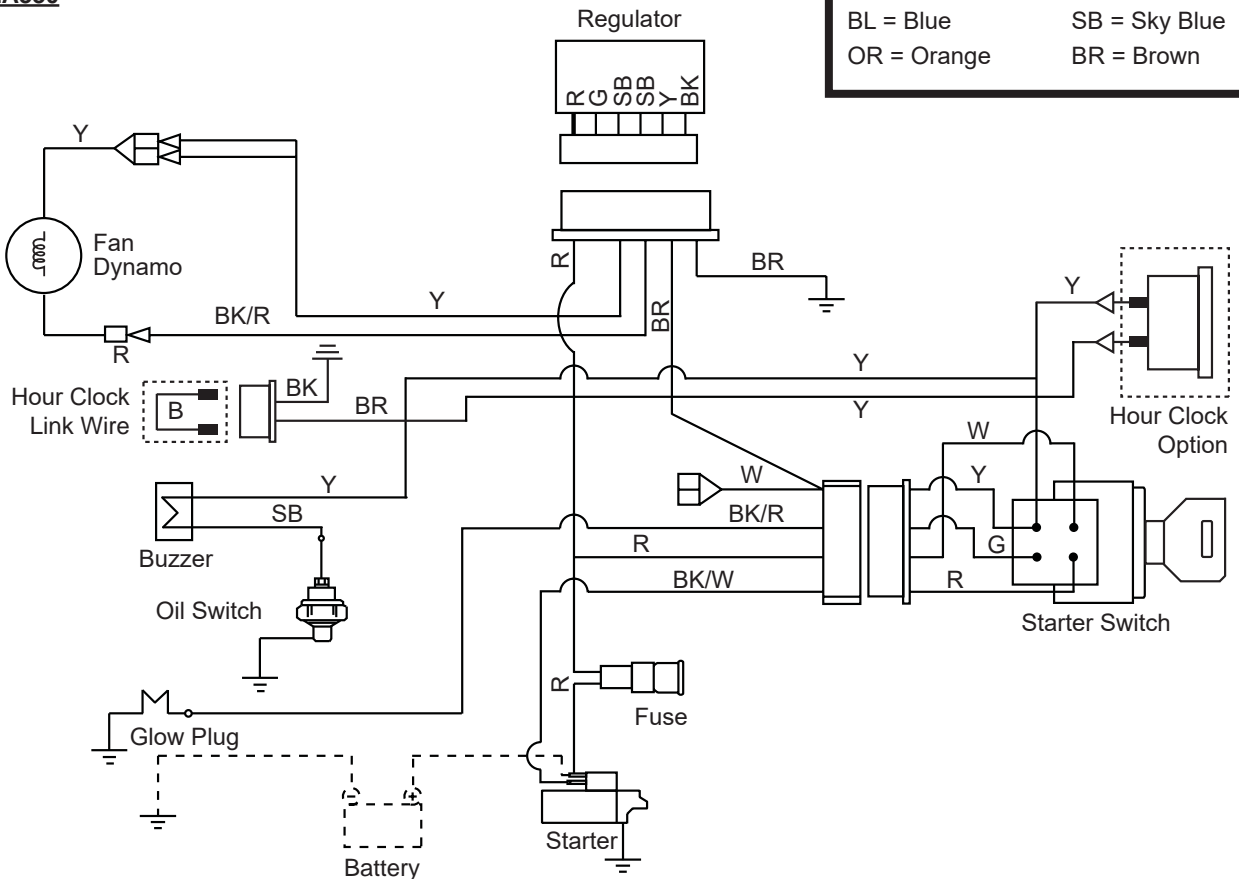 Regulator
BL = Blue SB = Sky Blue
OR = Orange BR = Brown
R G SB SB Y BK
Y
Fan
Dynamo
R
BR
BR
Y
Y
BK/R
R
Hour Clock
Link Wire
B
BK
BR
Y
Y
Hour Clock
Option
W
Y
W
Y
SB
BK/R
G
R
Buzzer
BK/W
R
Oil Switch
Starter Switch
R
Fuse
Glow Plug
Starter
Battery